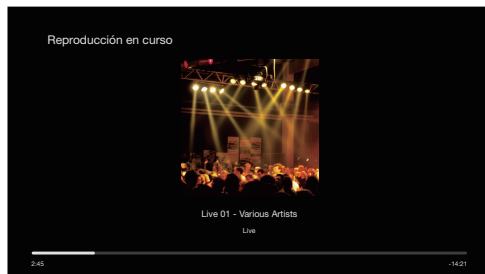 Reproducción en curso
Live 01 - Various Artists
Live
2:45
-14:21